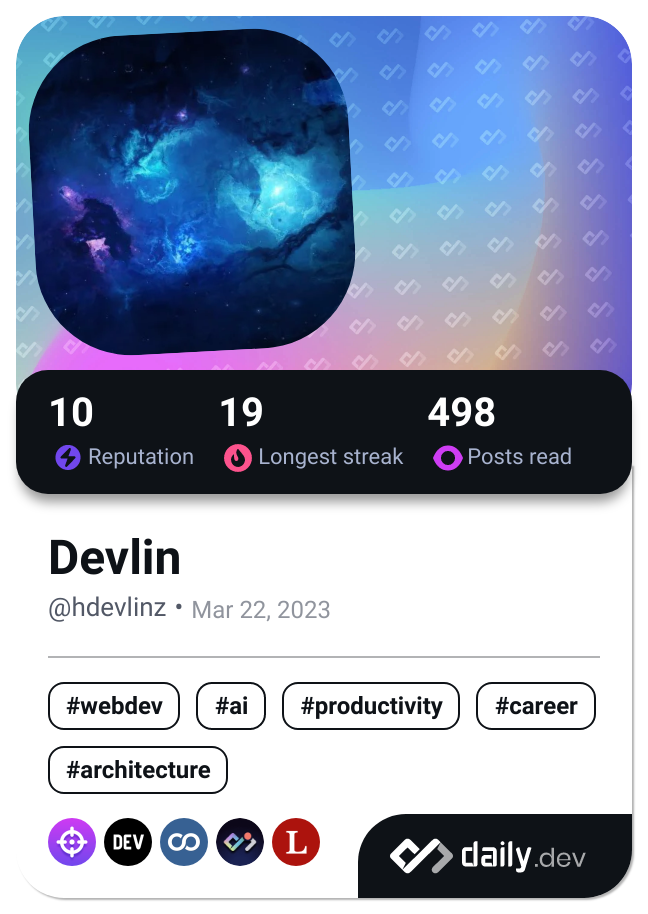 10 19 498
Reputation Longest streak Posts read
Devlin
@hdevlinz • Mar 22, 2023
#webdev #ai #productivity #career
#architecture
DEV L
daily.dev